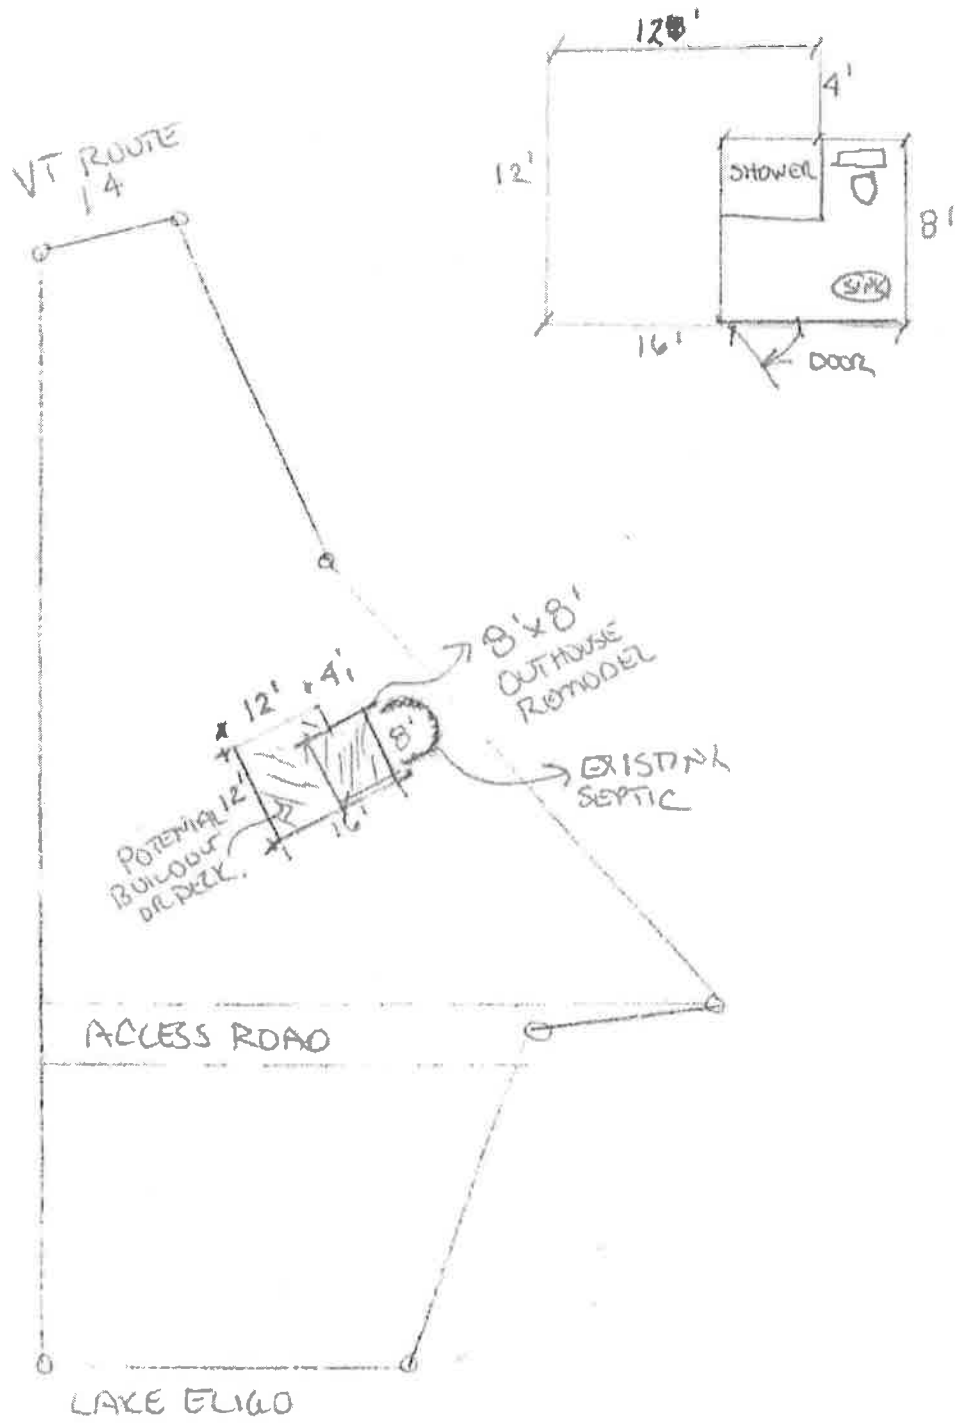 12'
4'
12'
SHOWER
8'
SINK
16'
DOOR
VT ROUTE
14
8'x8'
OUTHOUSE
REMODEL
12'
4'
8'
12'
16'
EXISTING
SEPTIC
POTENTIAL
BUILDOUT
OR DECK.
ACCESS ROAD
LAKE ELIGO